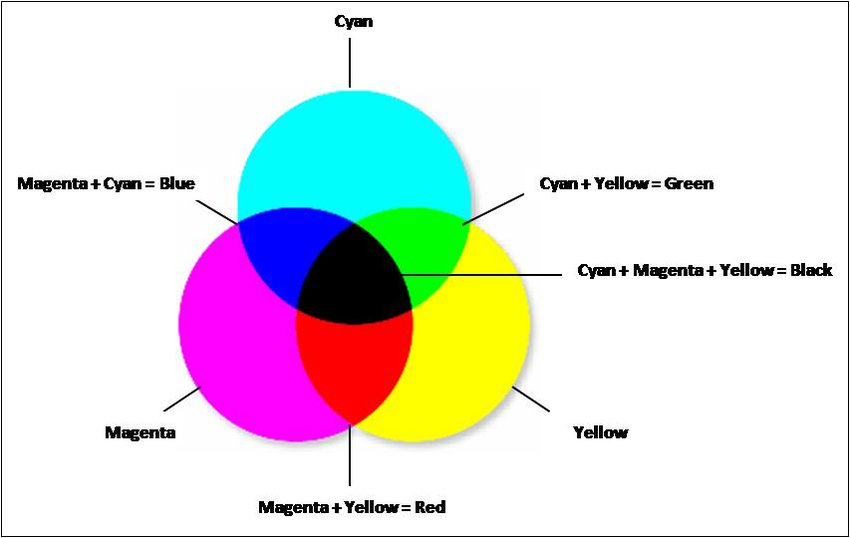 Cyan
Magenta + Cyan = Blue
Cyan + Yellow = Green
Cyan + Magenta + Yellow = Black
Magenta
Yellow
Magenta + Yellow = Red